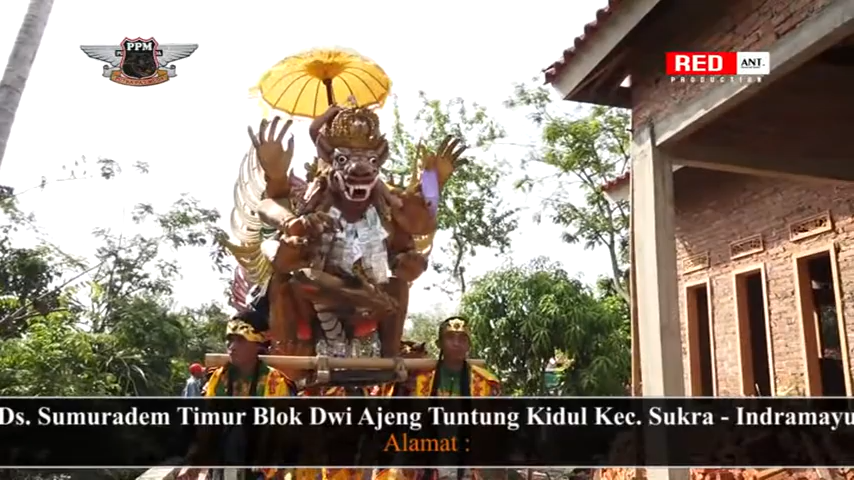 PPM
RED ANT.
PRODUCTION
Ds. Sumuradem Timur Blok Dwi Ajeng Tuntung Kidul Kec. Sukra - Indramayu
Alamat :